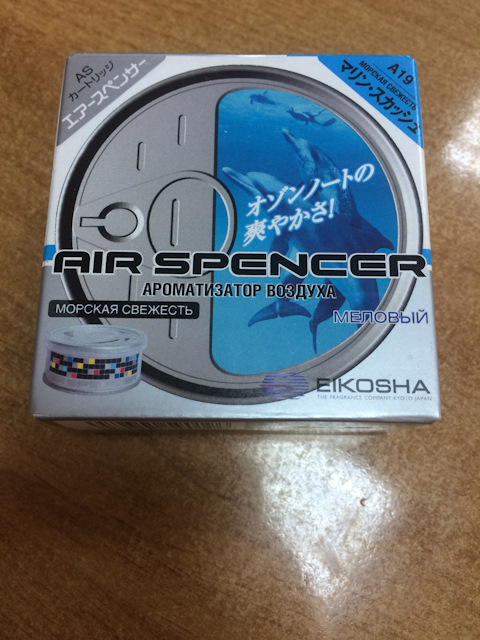 AS
カートリッジ
エアースペンサー
A19
МОРСКАЯ СВЕЖЕСТЬ
マリン・スカッシュ
オゾンノートの
爽やかさ!
AIR SPENCER
АРОМАТИЗАТОР ВОЗДУХА
МОРСКАЯ СВЕЖЕСТЬ
МЕЛОВЫЙ
EIKOSHA
THE FRAGRANCE COMPANY KYOTO JAPAN